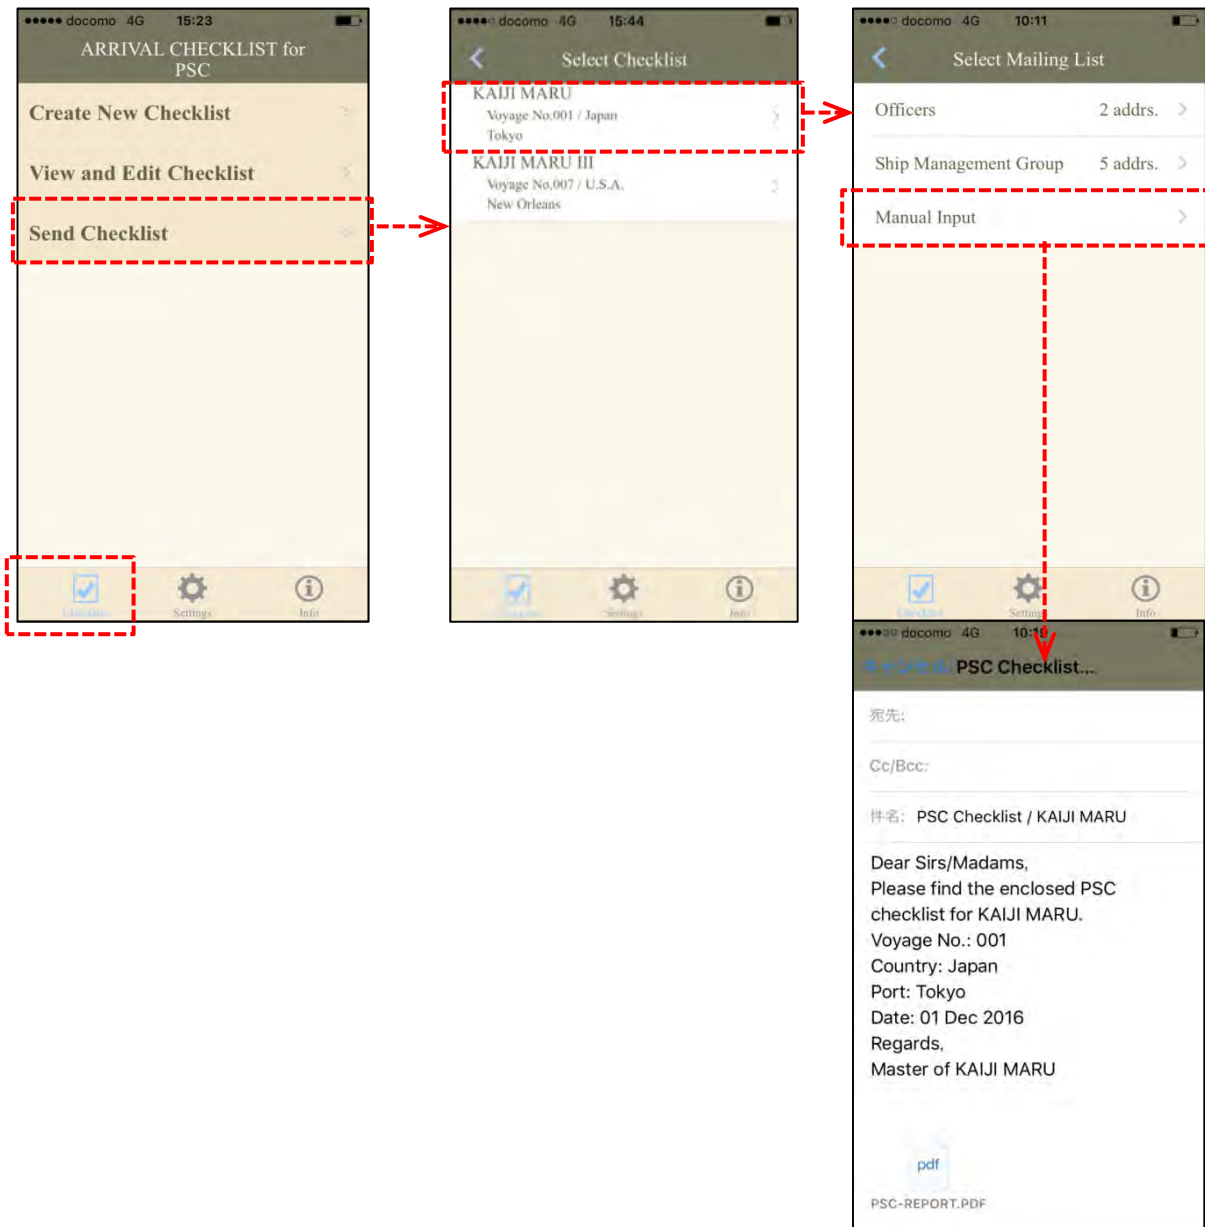 docomo 4G 15:23
ARRIVAL CHECKLIST for
PSC
Create New Checklist
View and Edit Checklist
Send Checklist
Checklist
Settings
Info
docomo 4G 15:44
Select Checklist
KAIJI MARU
Voyage No.001 / Japan
Tokyo
KAIJI MARU III
Voyage No.007 / U.S.A.
New Orleans
Settings
Info
docomo 4G 10:11
Select Mailing List
Officers 2 addrs.
Ship Management Group 5 addrs.
Manual Input
Checklist
Settings
Info
docomo 4G
PSC Checklist...
宛先:
Cc/Bcc:
件名: PSC Checklist / KAIJI MARU
Dear Sirs/Madams,
Please find the enclosed PSC
checklist for KAIJI MARU.
Voyage No.: 001
Country: Japan
Port: Tokyo
Date: 01 Dec 2016
Regards,
Master of KAIJI MARU
pdf
PSC-REPORT.PDF